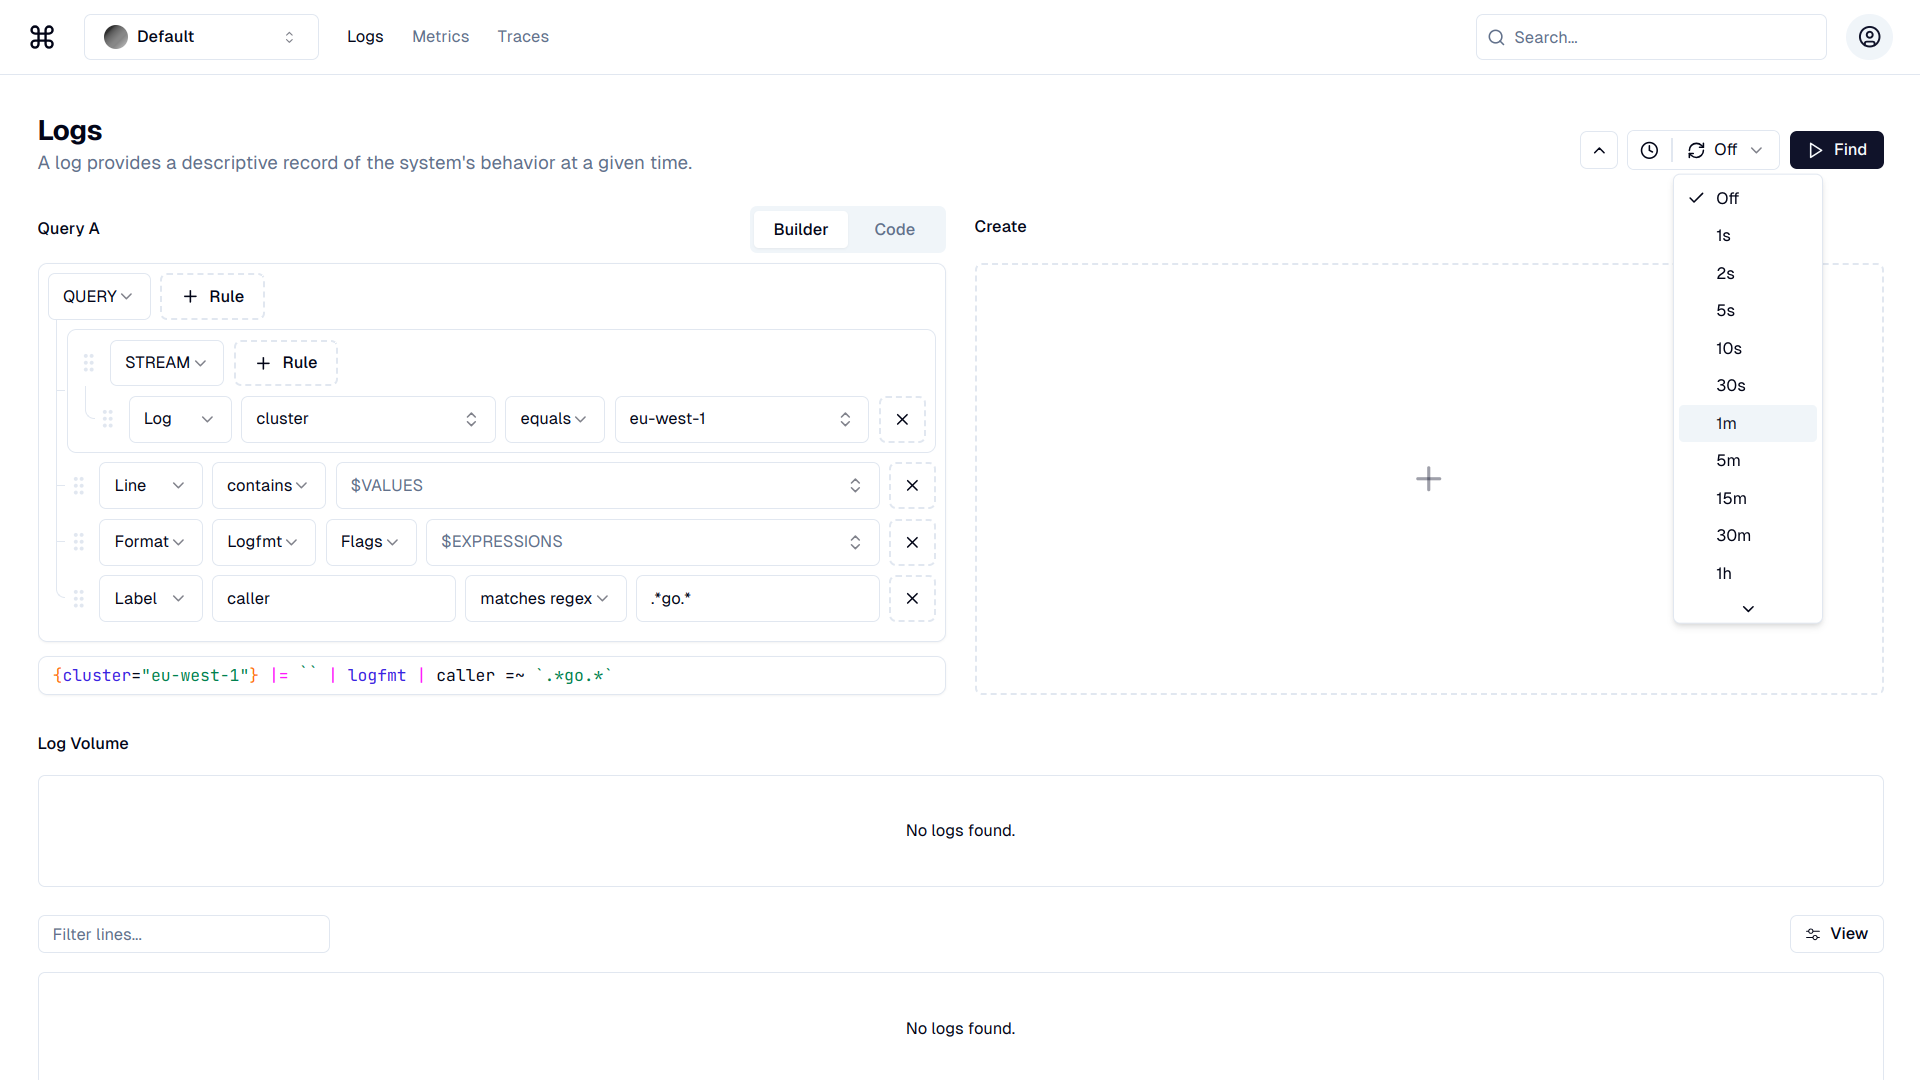 Default
Logs
Metrics
Traces
Search...
Logs
A log provides a descriptive record of the system's behavior at a given time.
Off
Find
Off
1s
2s
5s
10s
30s
1m
5m
15m
30m
1h
Query A
Builder
Code
Create
QUERY
Rule
STREAM
Rule
Log
cluster
equals
eu-west-1
Line
contains
$VALUES
Format
Logfmt
Flags
$EXPRESSIONS
Label
caller
matches regex
.*go.*
{cluster="eu-west-1"} |= `` | logfmt | caller =~ `.*go.*`
Log Volume
No logs found.
Filter lines...
View
No logs found.